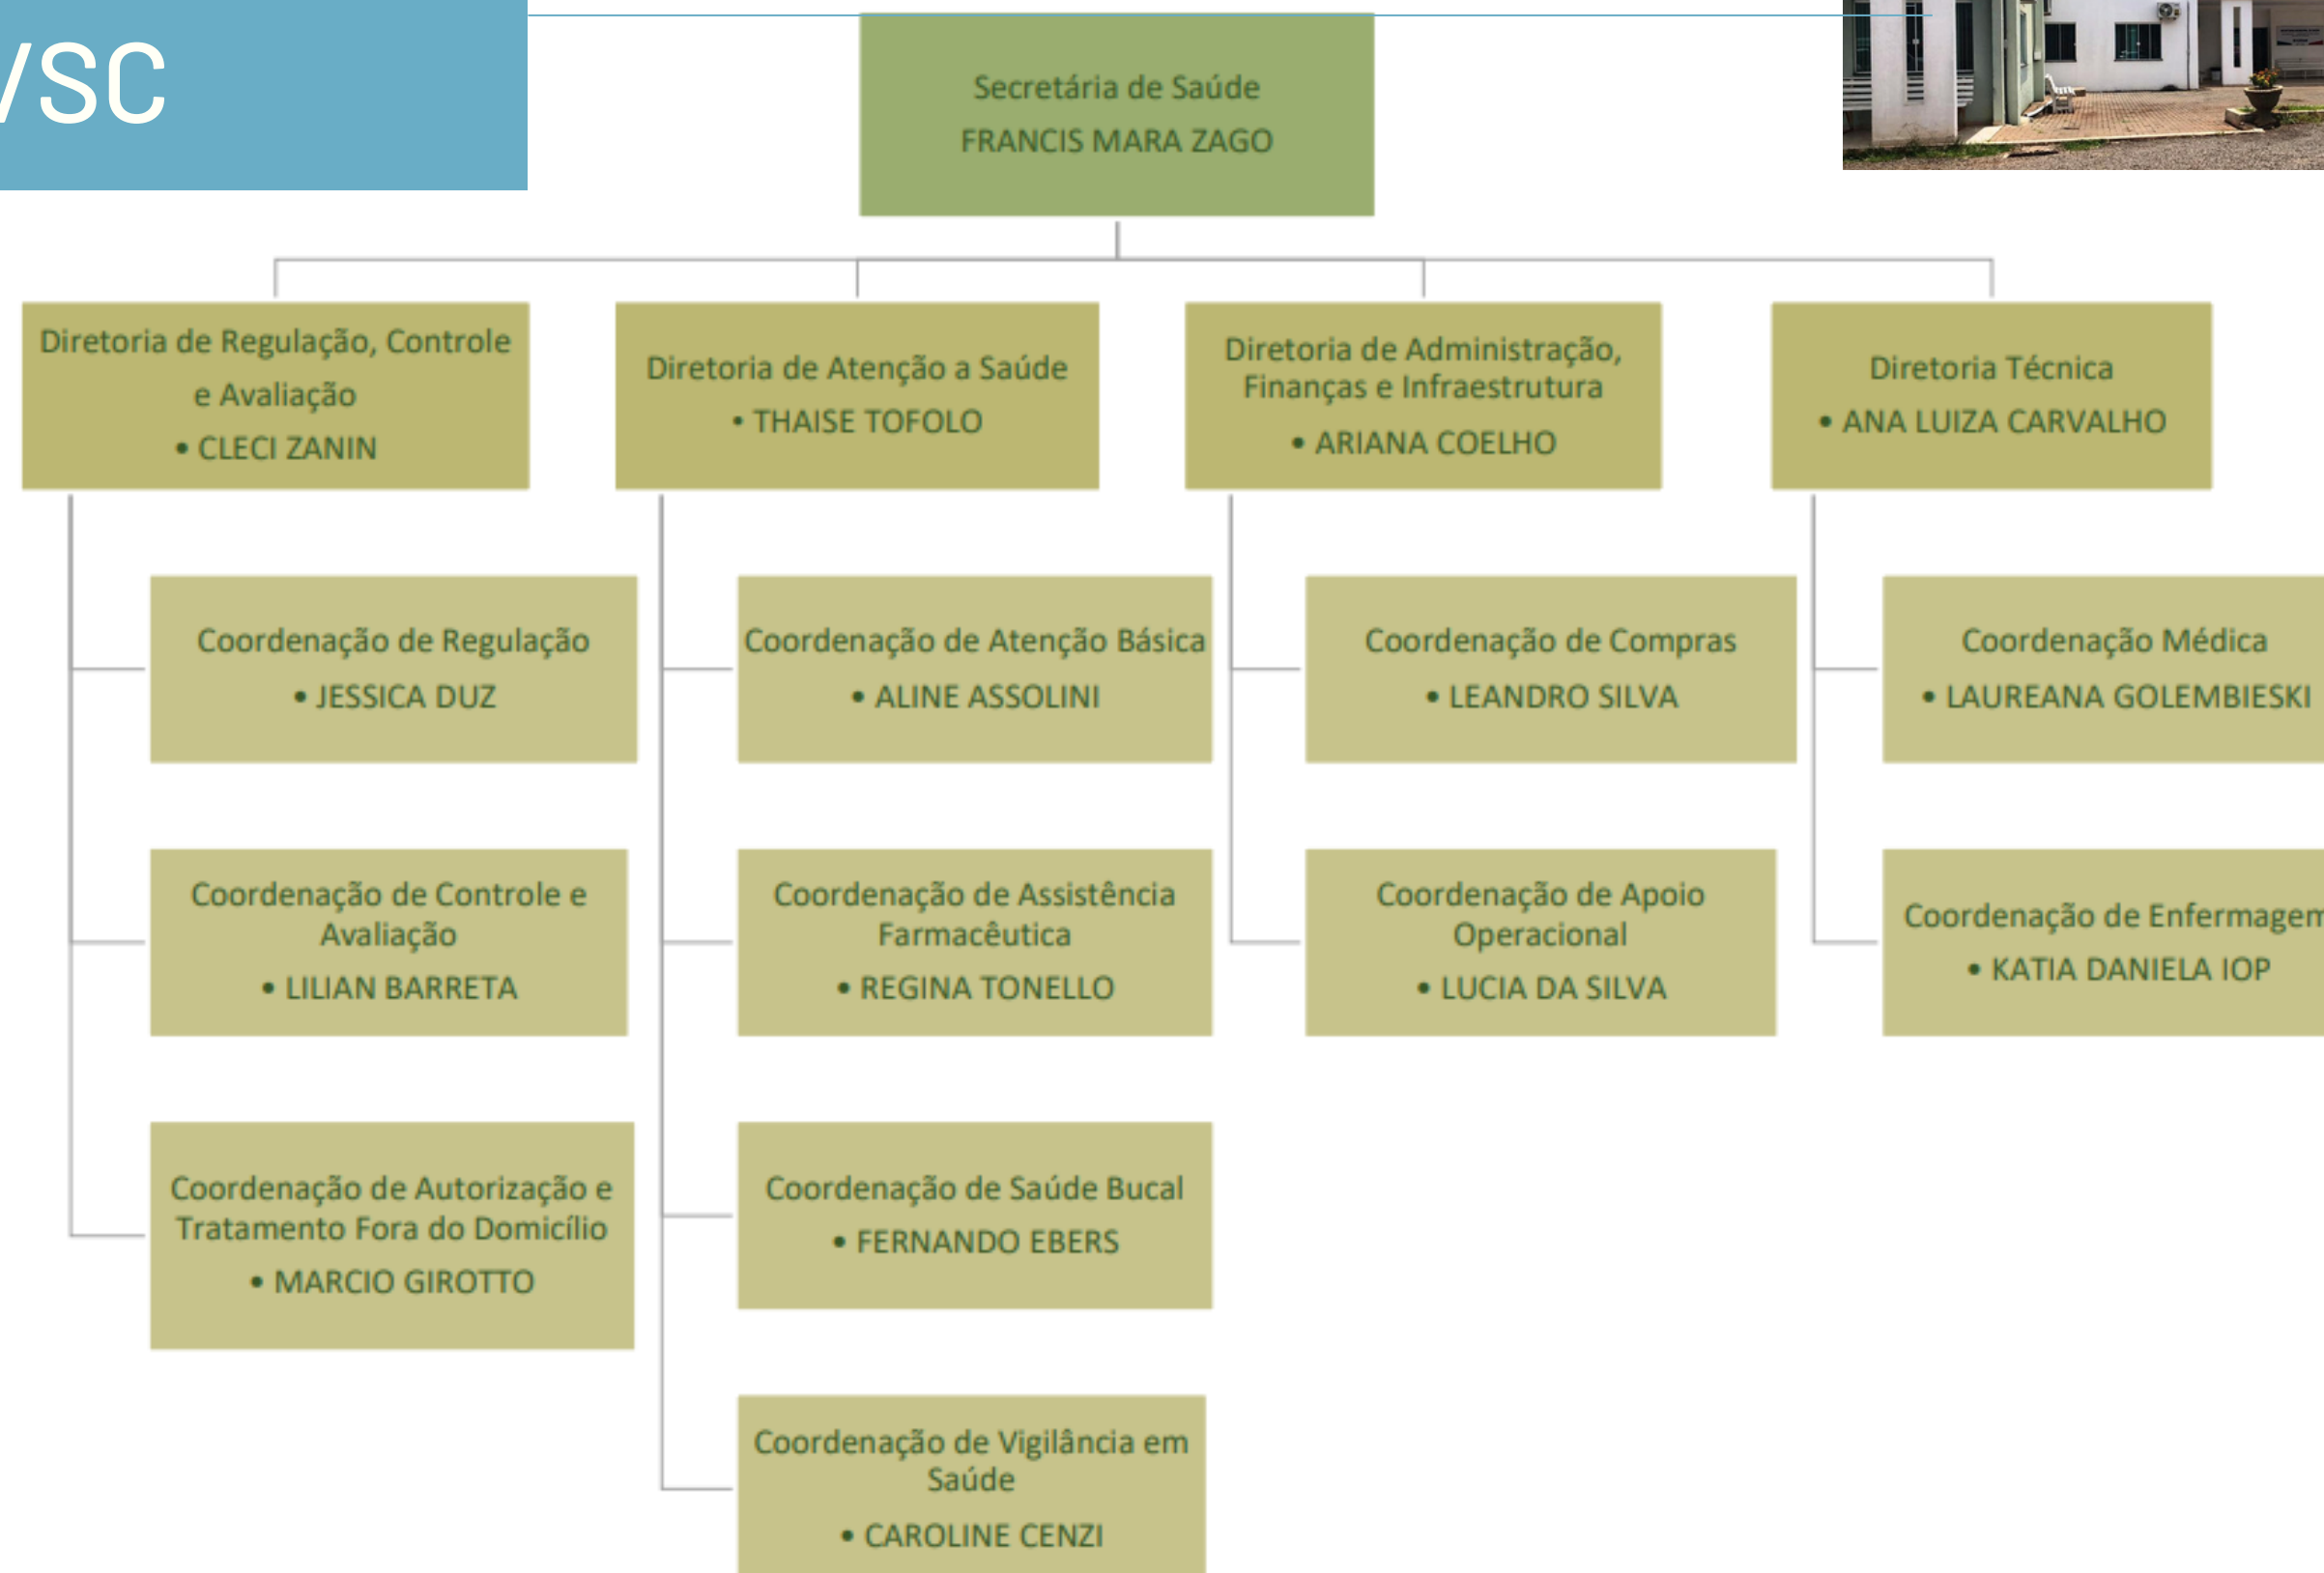 /SC
Secretária de Saúde
FRANCIS MARA ZAGO
Diretoria de Regulação, Controle
e Avaliação
• CLECI ZANIN
Diretoria de Atenção a Saúde
• THAISE TOFOLO
Diretoria de Administração,
Finanças e Infraestrutura
• ARIANA COELHO
Diretoria Técnica
• ANA LUIZA CARVALHO
Coordenação de Regulação
• JESSICA DUZ
Coordenação de Atenção Básica
• ALINE ASSOLINI
Coordenação de Compras
• LEANDRO SILVA
Coordenação Médica
• LAUREANA GOLEMBIESKI
Coordenação de Controle e
Avaliação
• LILIAN BARRETA
Coordenação de Assistência
Farmacêutica
• REGINA TONELLO
Coordenação de Apoio
Operacional
• LUCIA DA SILVA
Coordenação de Enfermagem
• KATIA DANIELA IOP
Coordenação de Autorização e
Tratamento Fora do Domicílio
• MARCIO GIROTTO
Coordenação de Saúde Bucal
• FERNANDO EBERS
Coordenação de Vigilância em
Saúde
• CAROLINE CENZI